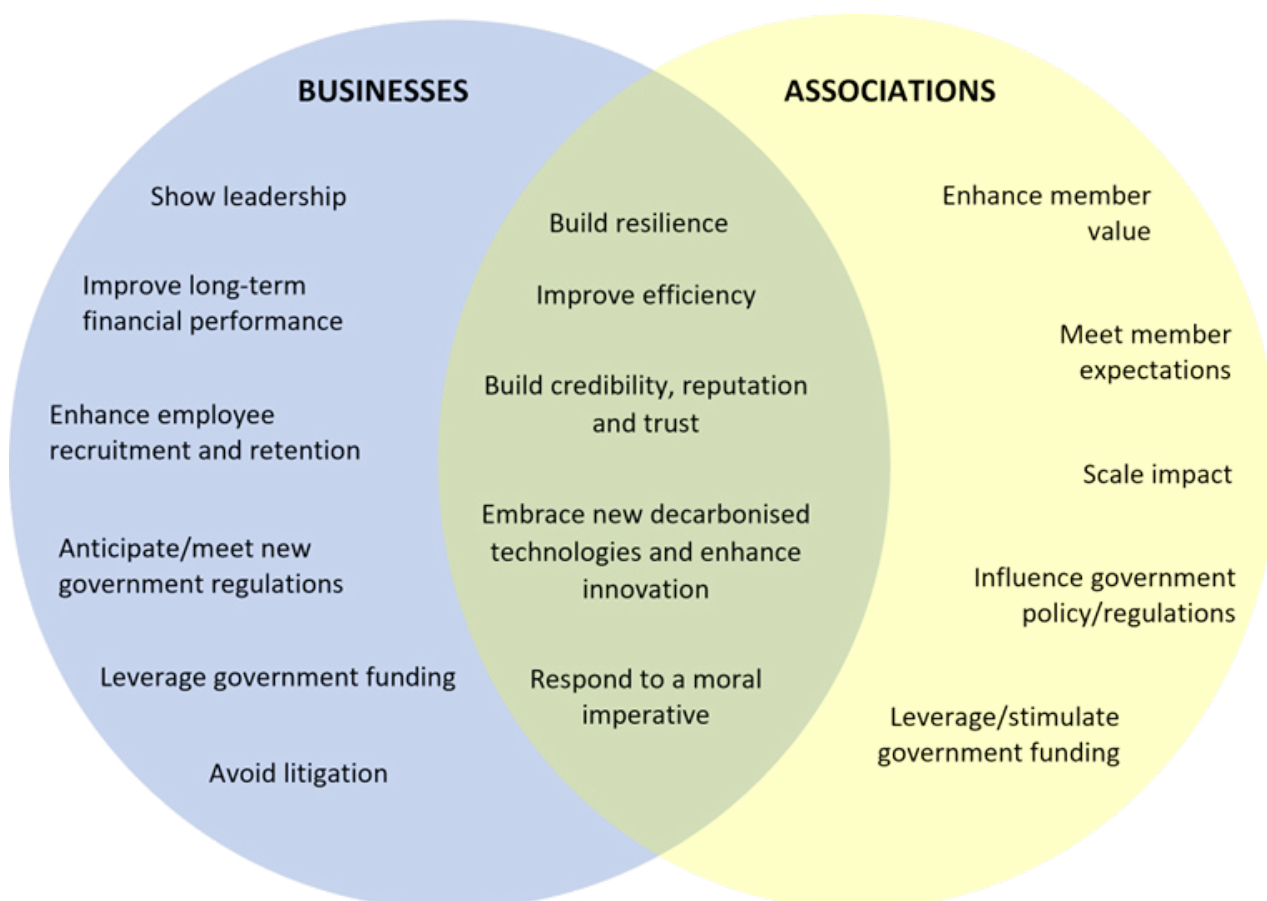 BUSINESSES
Show leadership
Improve long-term
financial performance
Enhance employee
recruitment and retention
Anticipate/meet new
government regulations
Leverage government funding
Avoid litigation
Build resilience
Improve efficiency
Build credibility, reputation
and trust
Embrace new decarbonised
technologies and enhance
innovation
Respond to a moral
imperative
ASSOCIATIONS
Enhance member
value
Meet member
expectations
Scale impact
Influence government
policy/regulations
Leverage/stimulate
government funding